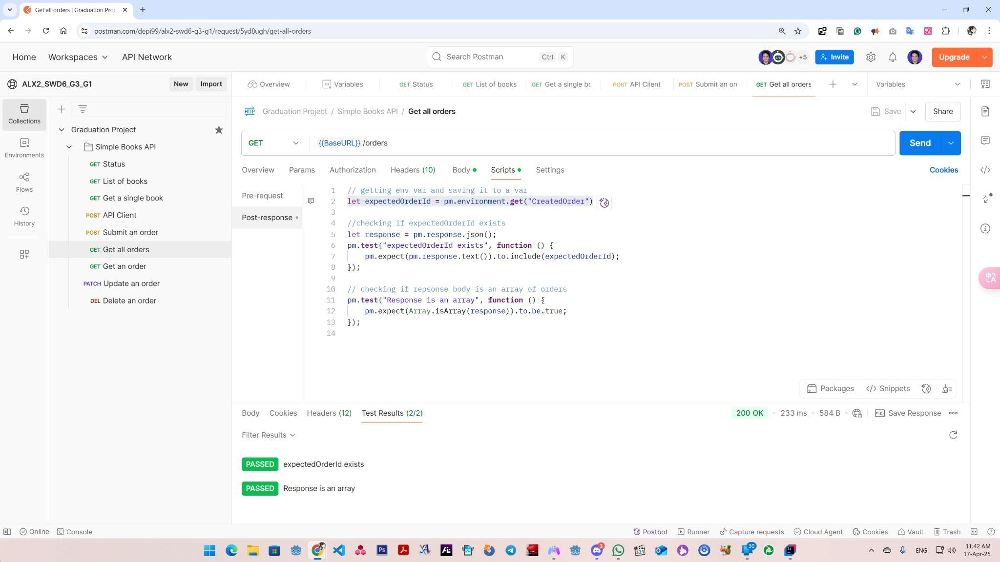 Get all orders | Graduation Proj
postman.com/depi99/alx2-swd6-g3-g1/request/5yd8ugh/get-all-orders
Home
Workspaces
API Network
Search Postman
Ctrl
K
+5
Invite
Upgrade
ALX2_SWD6_G3_G1
New
Import
Overview
Variables
GET Status
GET List of books
GET Get a single bo
POST API Client
POST Submit an orc
GET Get all orders
Variables
Collections
Environments
Flows
History
Graduation Project
Simple Books API
GET Status
GET List of books
GET Get a single book
POST API Client
POST Submit an order
GET Get all orders
GET Get an order
PATCH Update an order
DEL Delete an order
HTTP
Graduation Project / Simple Books API / Get all orders
Save
Share
GET
{{BaseURL}} /orders
Send
Overview
Params
Authorization
Headers (10)
Body
Scripts
Settings
Cookies
Pre-request
Post-response
1 // getting env var and saving it to a var
2 let expectedOrderId = pm.environment.get("CreatedOrder")
3
4 //checking if expectedOrderId exists
5 let response = pm.response.json();
6 pm.test("expectedOrderId exists", function () {
7 pm.expect(pm.response.text()).to.include(expectedOrderId);
8 });
9
10 // checking if repsonse body is an array of orders
11 pm.test("Response is an array", function () {
12 pm.expect(Array.isArray(response)).to.be.true;
13 });
14
Packages
Snippets
Body
Cookies
Headers (12)
Test Results (2/2)
200 OK
233 ms
584 B
e.g.
Save Response
Filter Results
PASSED expectedOrderId exists
PASSED Response is an array
Online
Console
Postbot
Runner
Capture requests
Cloud Agent
Cookies
Vault
Trash
Ps
321
3
30
ENG
11:42 AM
17-Apr-25